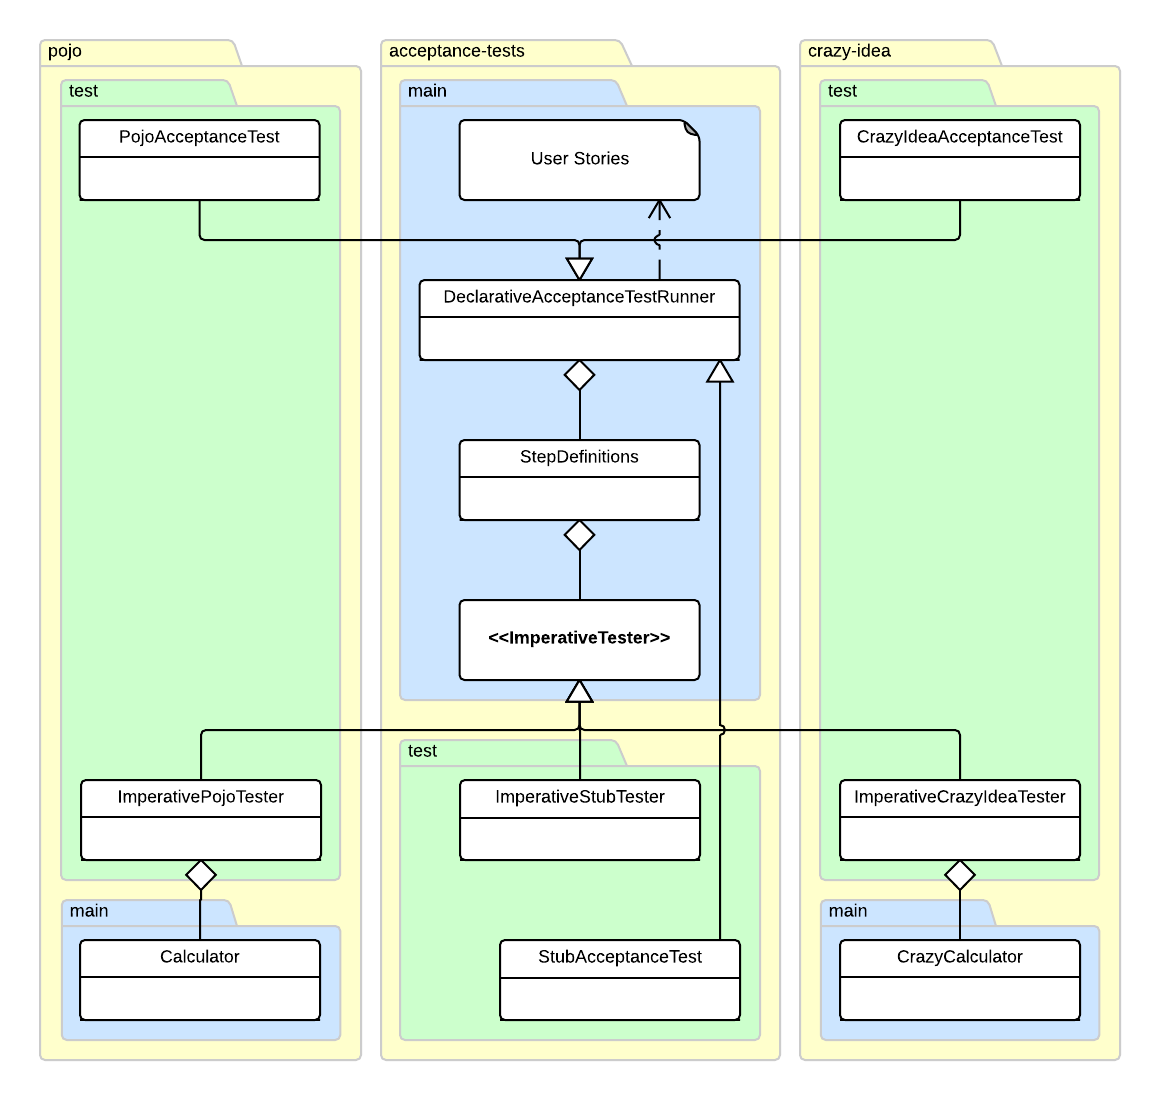 pojo
test
PojoAcceptanceTest
ImperativePojoTester
main
Calculator
acceptance-tests
main
User Stories
DeclarativeAcceptanceTestRunner
StepDefinitions
<<ImperativeTester>>
test
ImperativeStubTester
StubAcceptanceTest
crazy-idea
test
CrazyIdeaAcceptanceTest
ImperativeCrazyIdeaTester
main
CrazyCalculator